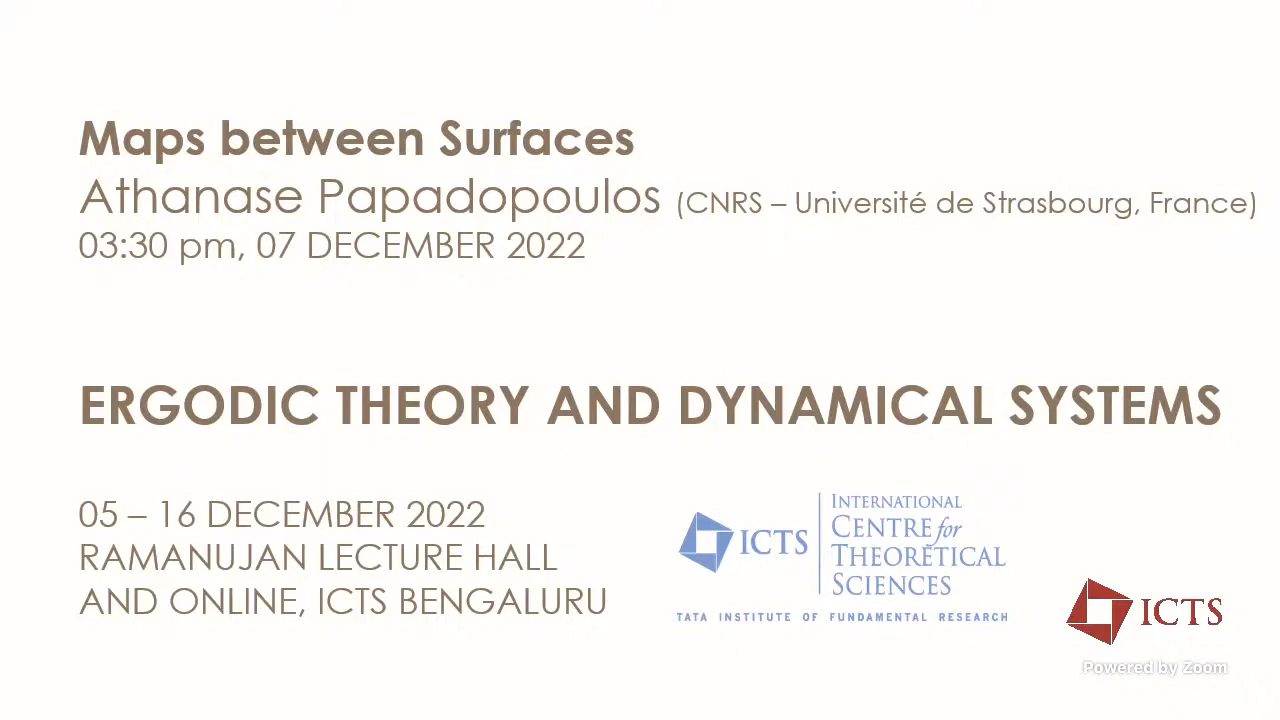 Maps between Surfaces
Athanase Papadopoulos (CNRS – Université de Strasbourg, France)
03:30 pm, 07 DECEMBER 2022
ERGODIC THEORY AND DYNAMICAL SYSTEMS
05 – 16 DECEMBER 2022
RAMANUJAN LECTURE HALL
AND ONLINE, ICTS BENGALURU
ICTS
INTERNATIONAL
CENTRE for
THEORETICAL
SCIENCES
TATA INSTITUTE OF FUNDAMENTAL RESEARCH
ICTS
Powered by Zoom